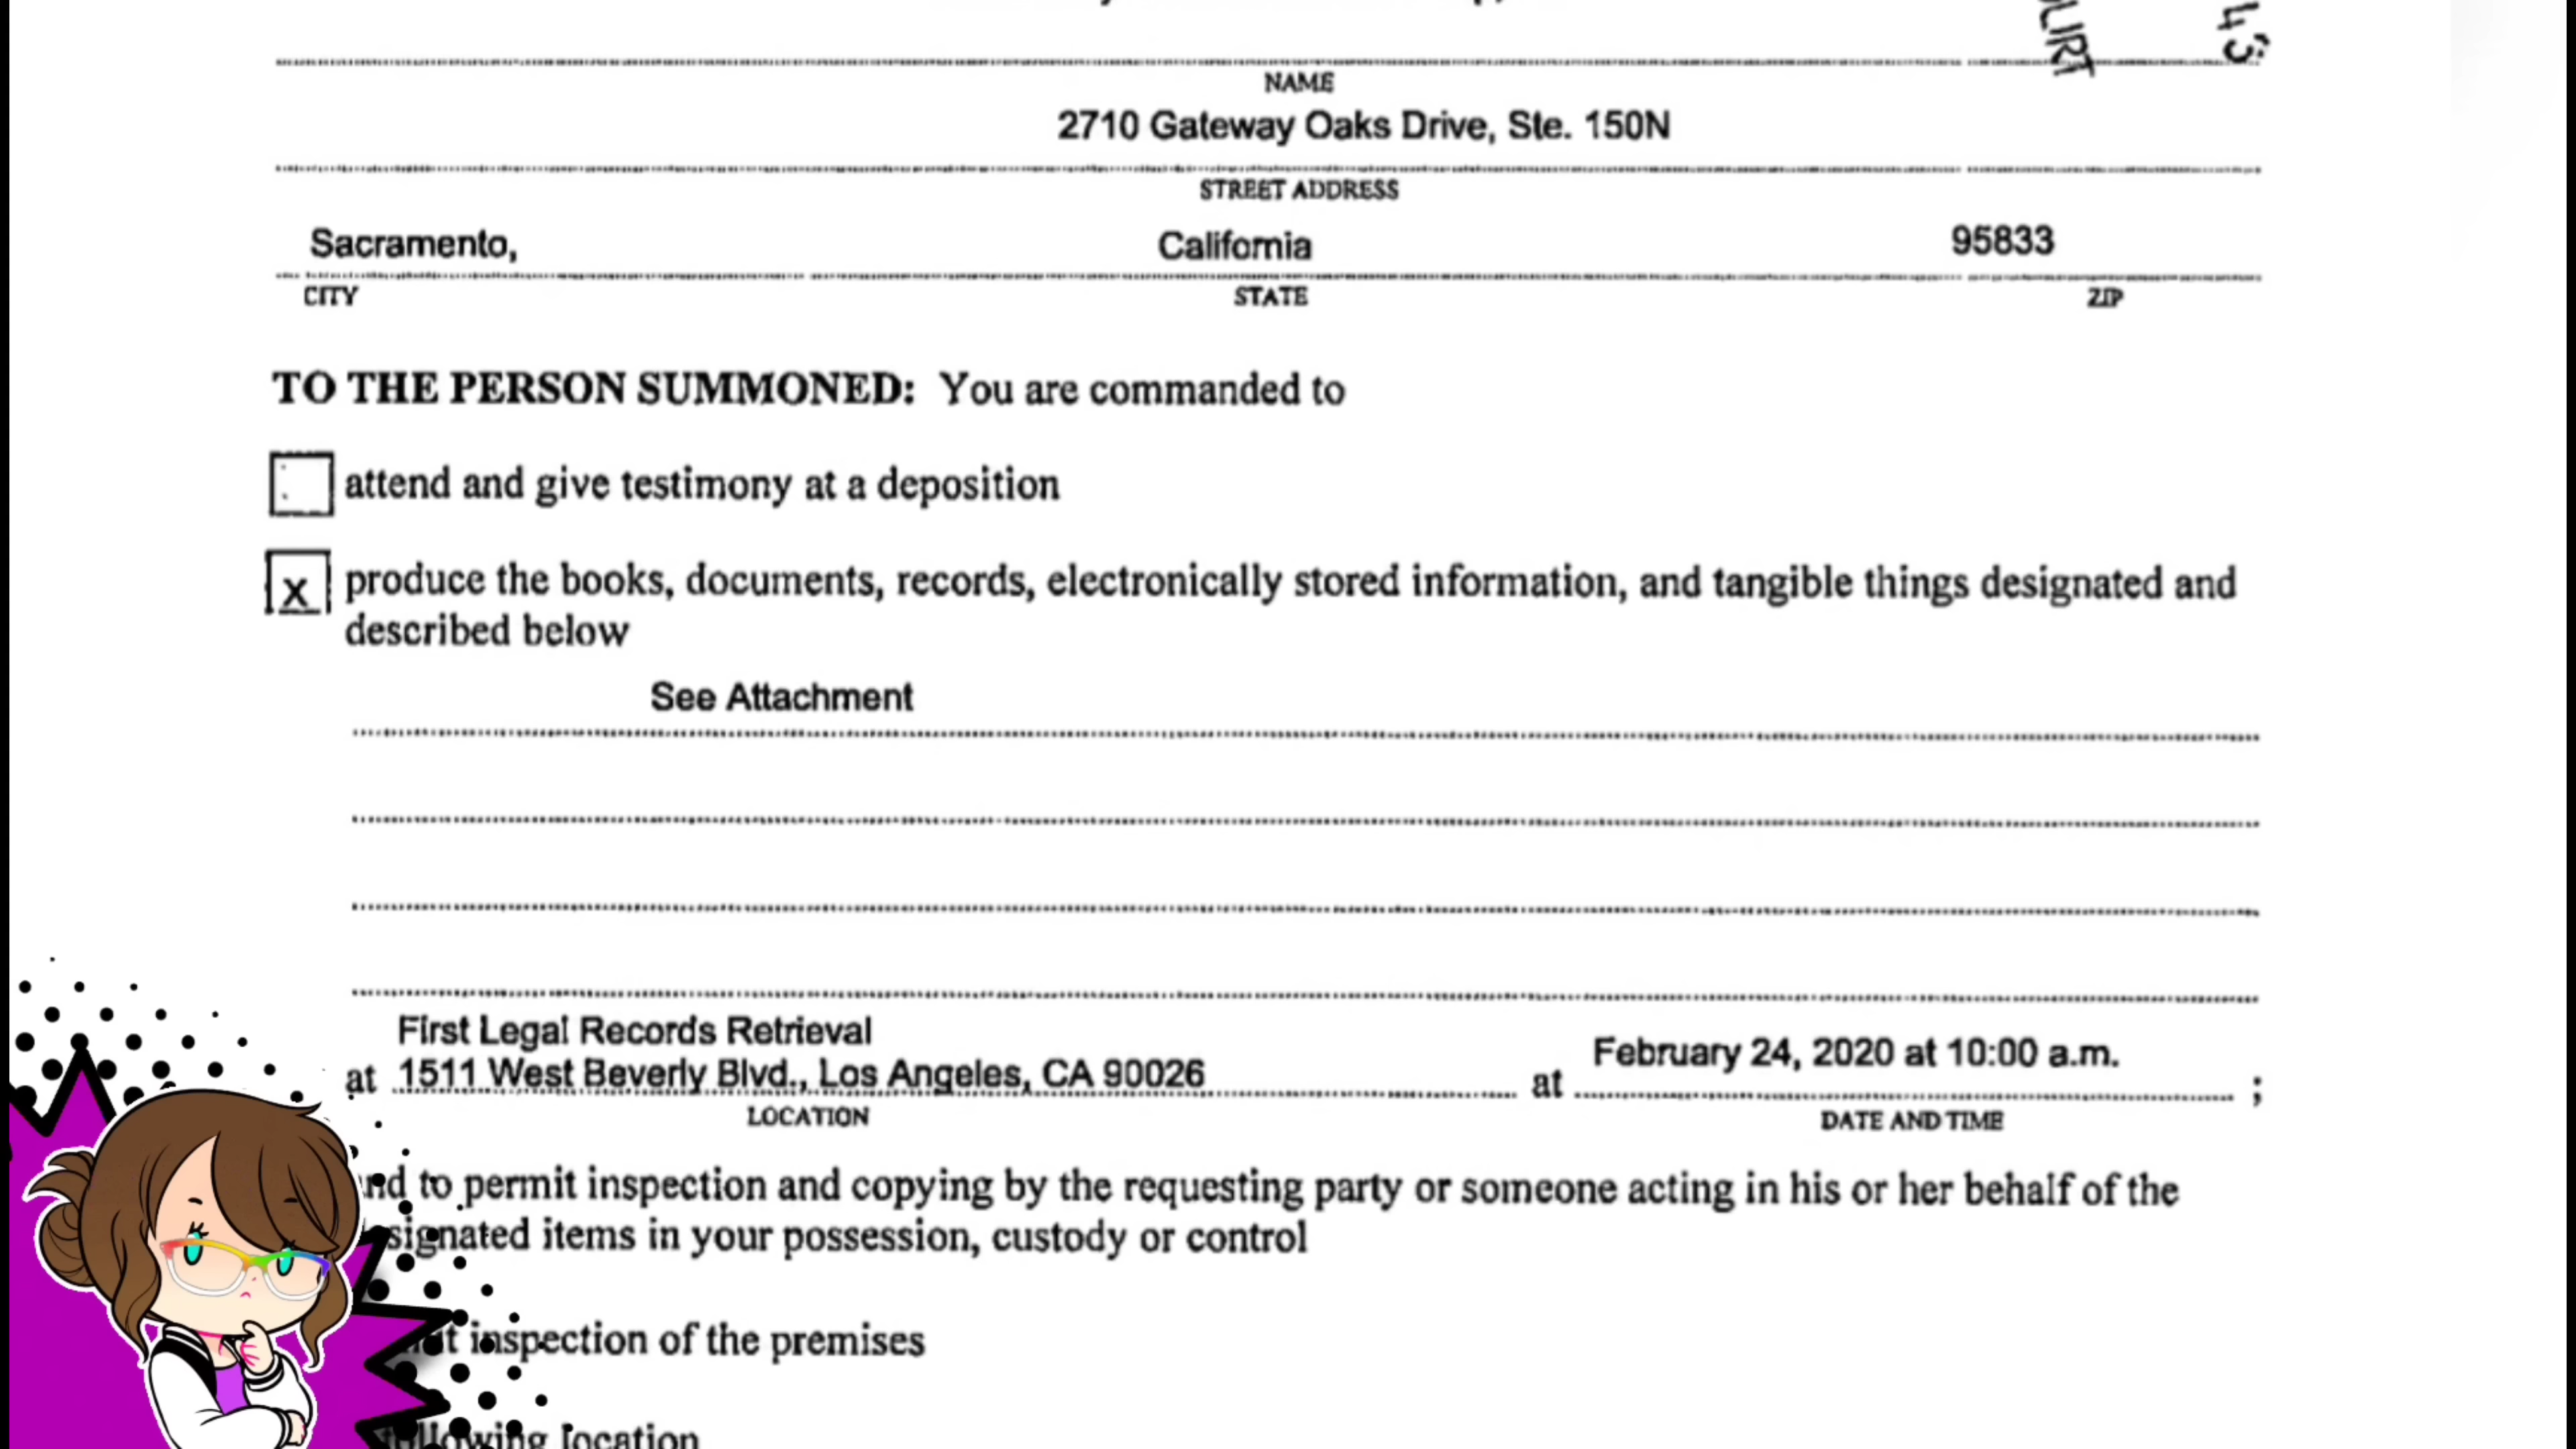 NAME
2710 Gateway Oaks Drive, Ste. 150N
STREET ADDRESS
Sacramento, California 95833
CITY STATE ZIP
TO THE PERSON SUMMONED: You are commanded to
attend and give testimony at a deposition
x produce the books, documents, records, electronically stored information, and tangible things designated and
described below
See Attachment
First Legal Records Retrieval
at 1511 West Beverly Blvd., Los Angeles, CA 90026 at February 24, 2020 at 10:00 a.m. ;
LOCATION DATE AND TIME
to permit inspection and copying by the requesting party or someone acting in his or her behalf of the
items in your possession, custody or control
inspection of the premises
location